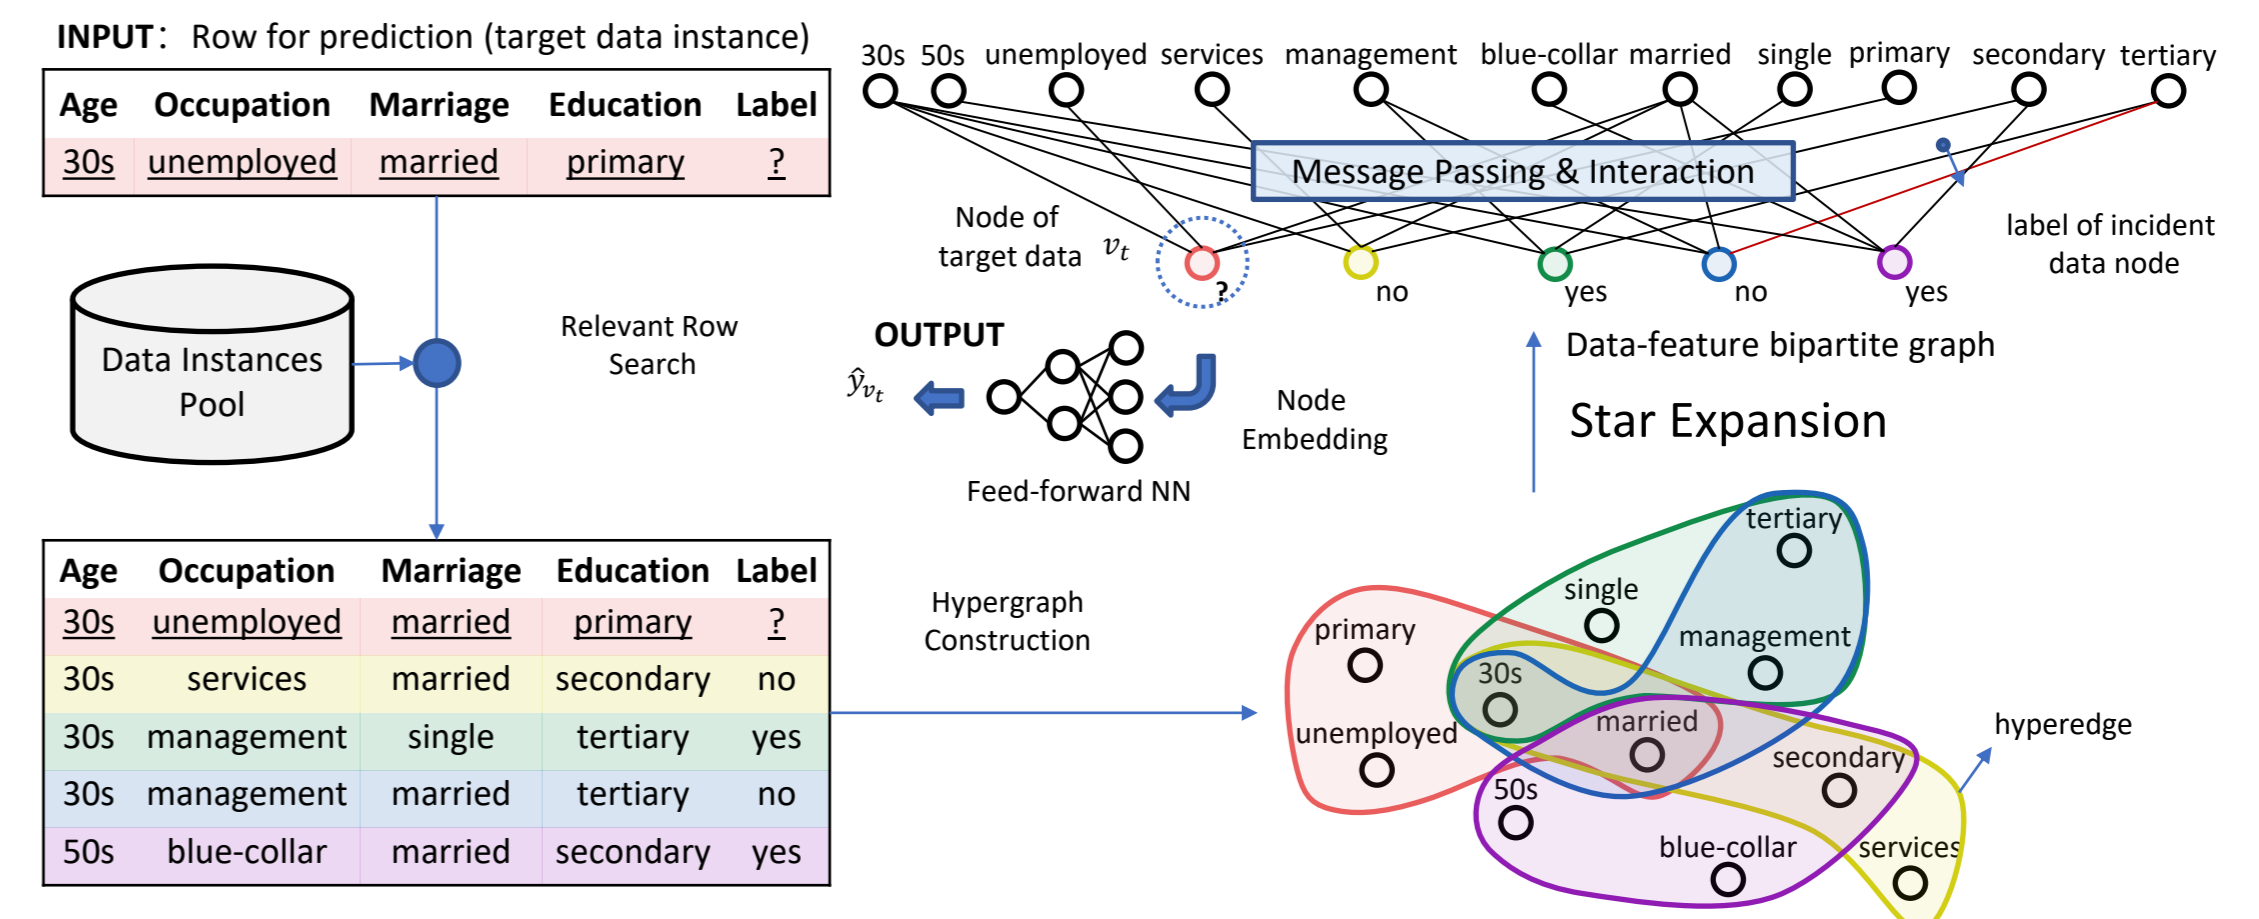 INPUT： Row for prediction (target data instance)
Age Occupation Marriage Education Label
30s unemployed married primary ?
Data Instances
Pool
Relevant Row
Search
Age Occupation Marriage Education Label
30s unemployed married primary ?
30s services married secondary no
30s management single tertiary yes
30s management married tertiary no
50s blue-collar married secondary yes
30s 50s unemployed services management blue-collar married single primary secondary tertiary
Message Passing & Interaction
Node of
target data v_t
? no yes no yes
label of incident
data node
OUTPUT
ŷ_{v_t}
Feed-forward NN
Node
Embedding
Data-feature bipartite graph
Star Expansion
Hypergraph
Construction
tertiary
single
primary
management
30s
married
unemployed
hyperedge
secondary
50s
blue-collar
services